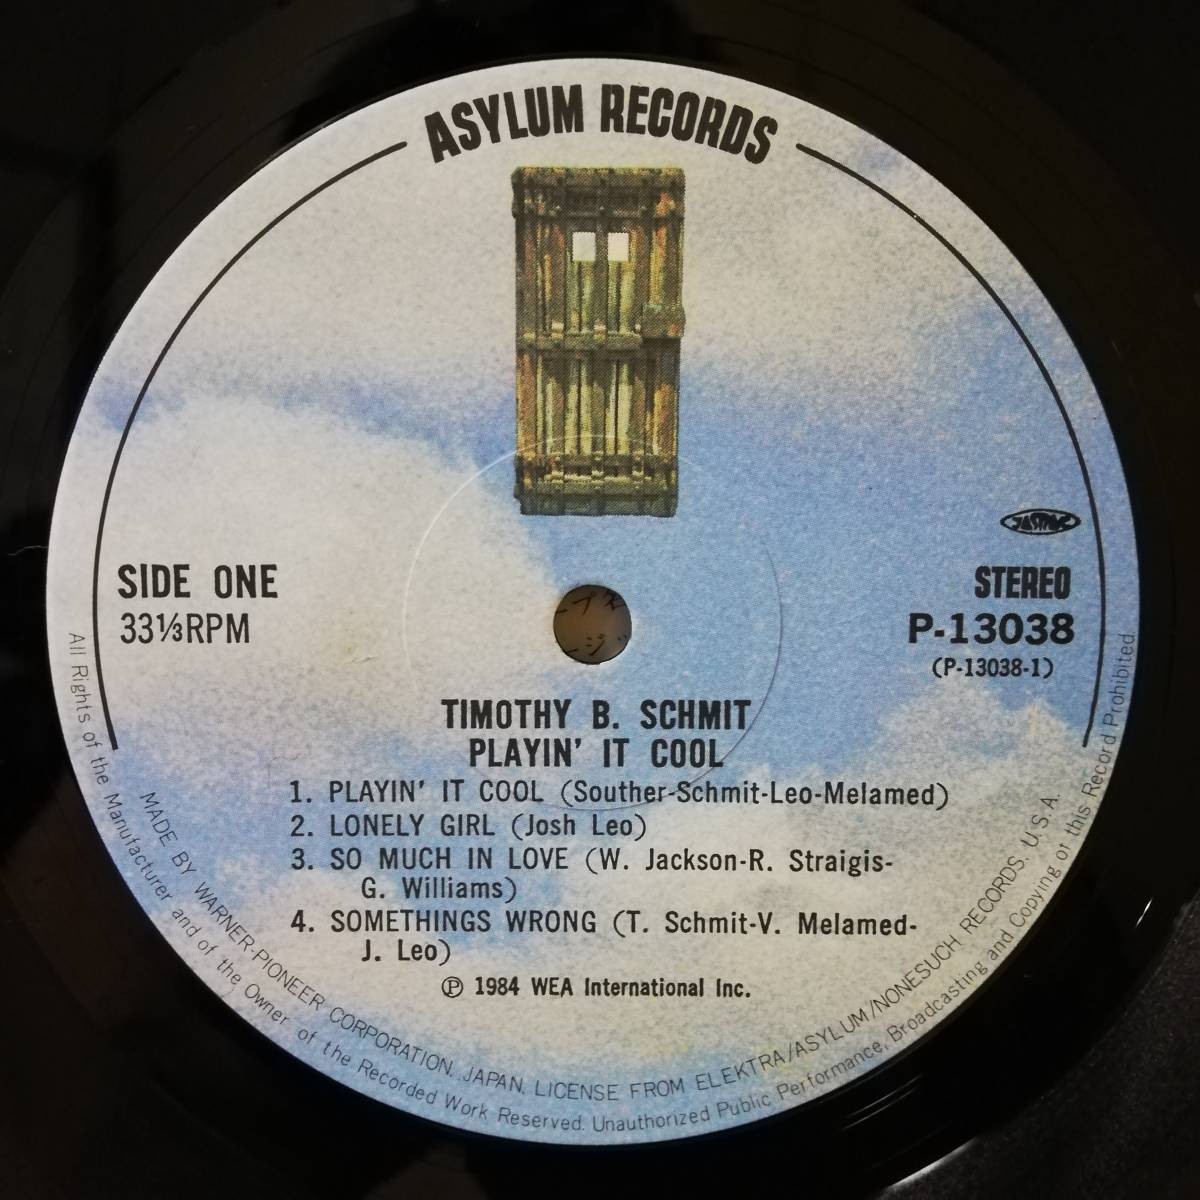 ASYLUM RECORDS
JASRAC
SIDE ONE
33⅓RPM
STEREO
P-13038
(P-13038-1)
TIMOTHY B. SCHMIT
PLAYIN' IT COOL
1. PLAYIN' IT COOL (Souther-Schmit-Leo-Melamed)
2. LONELY GIRL (Josh Leo)
3. SO MUCH IN LOVE (W. Jackson-R. Straigis-
G. Williams)
4. SOMETHINGS WRONG (T. Schmit-V. Melamed-
J. Leo)
Ⓟ 1984 WEA International Inc.
MADE BY WARNER-PIONEER CORPORATION, JAPAN, LICENSE FROM ELEKTRA/ASYLUM/NONESUCH RECORDS, U.S.A.
All Rights of the Manufacturer and of the Owner of the Recorded Work Reserved. Unauthorized Public Performance, Broadcasting and Copying of this Record Prohibited.